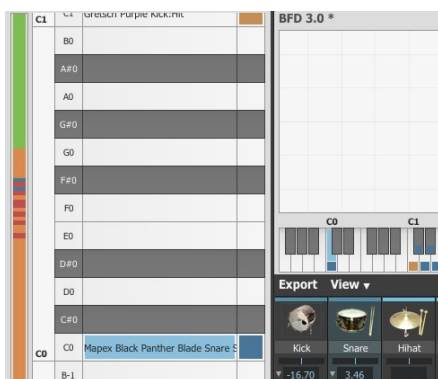 C1 C1 Gretsch Purple Kick:Hit
B0
A#0
A0
G#0
G0
F#0
F0
E0
D#0
D0
C#0
C0 C0 Mapex Black Panther Blade Snare S
B-1
BFD 3.0 *
C0 C1
Export View ▾
Kick Snare Hihat
-16.70 3.46